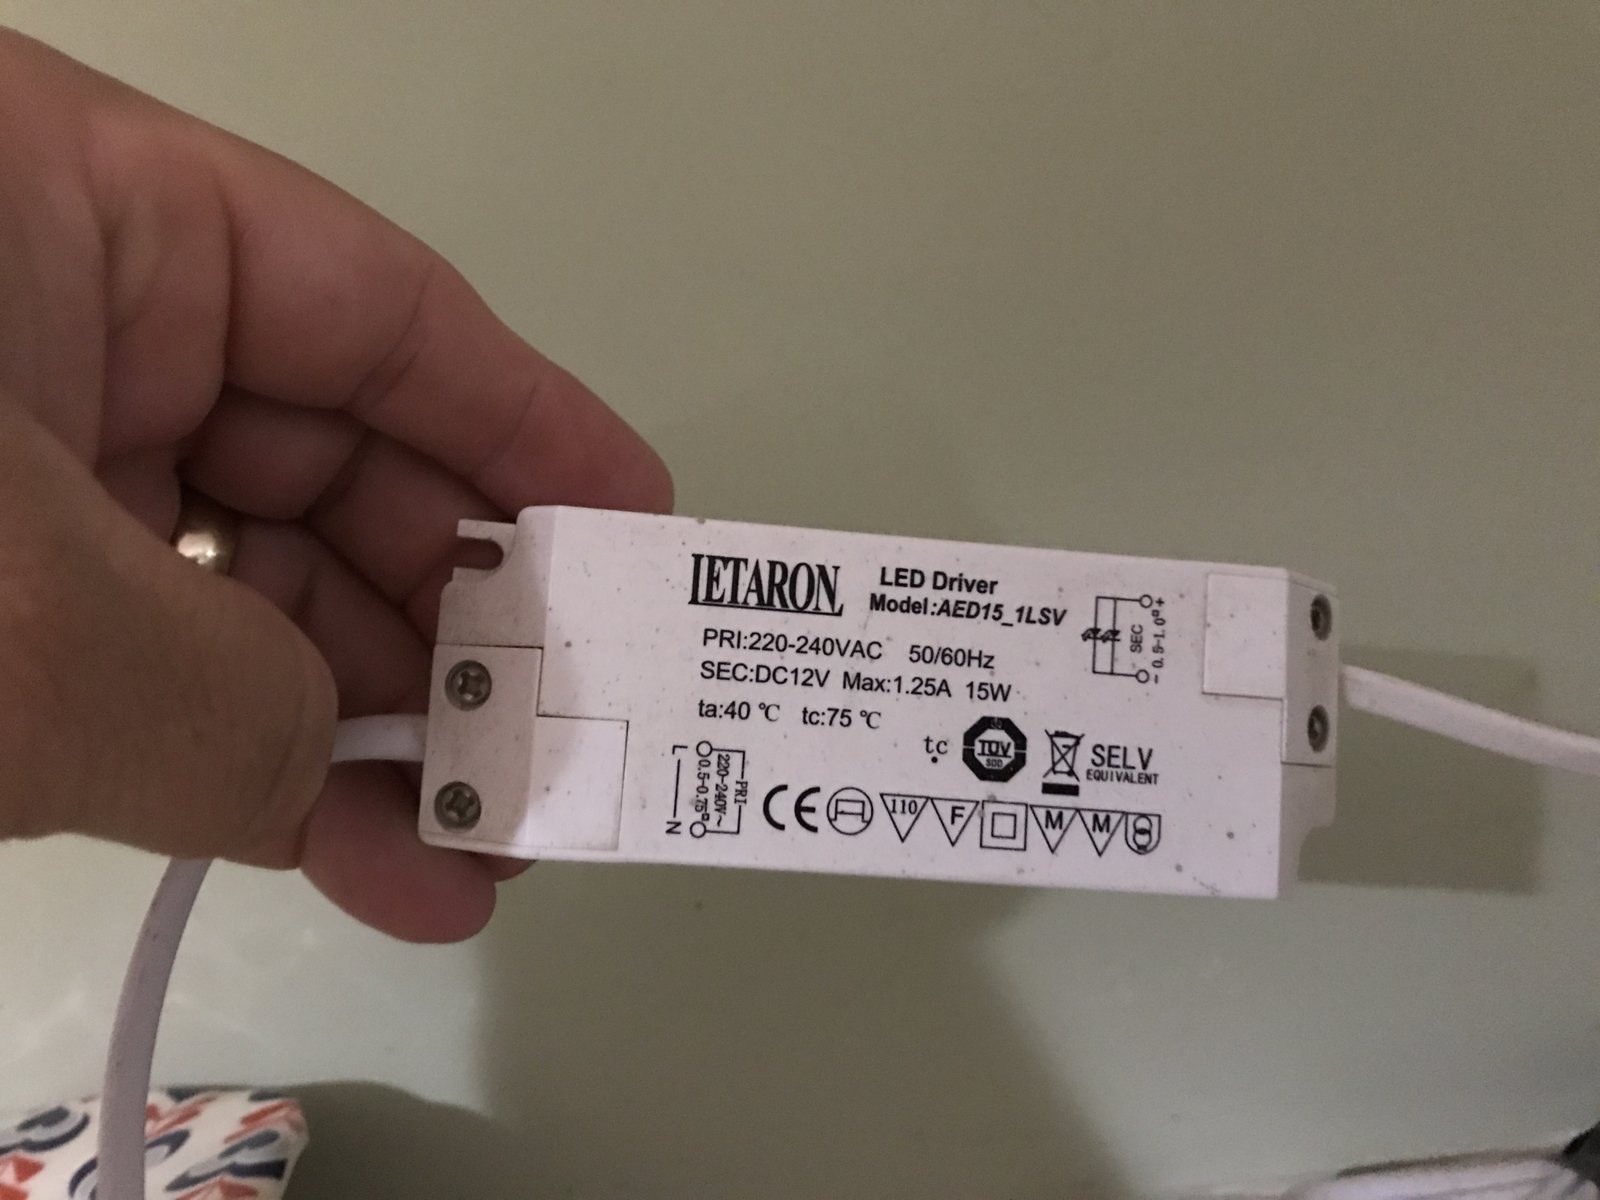 LETARON
LED Driver
Model:AED15_1LSV
PRI:220-240VAC 50/60Hz
SEC:DC12V Max:1.25A 15W
ta:40 ℃ tc:75 ℃
+
SEC
0.5-1.0□
-
tc
TÜV
SELV
EQUIVALENT
L
N
PRI
220-240V~
0.5-0.75□
CE
110
F
M
M